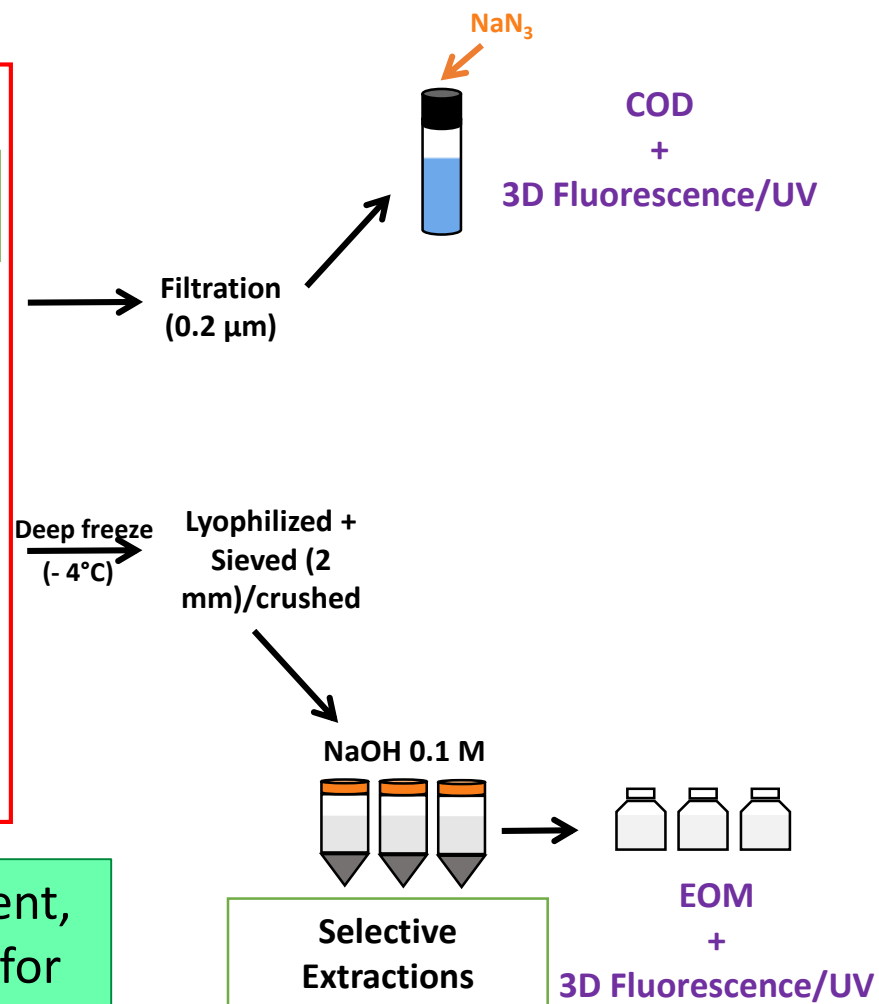 NaN₃
COD
+
3D Fluorescence/UV
Filtration
(0.2 µm)
Deep freeze
(- 4°C)
Lyophilized +
Sieved (2
mm)/crushed
NaOH 0.1 M
Selective
Extractions
EOM
+
3D Fluorescence/UV
ent,
for